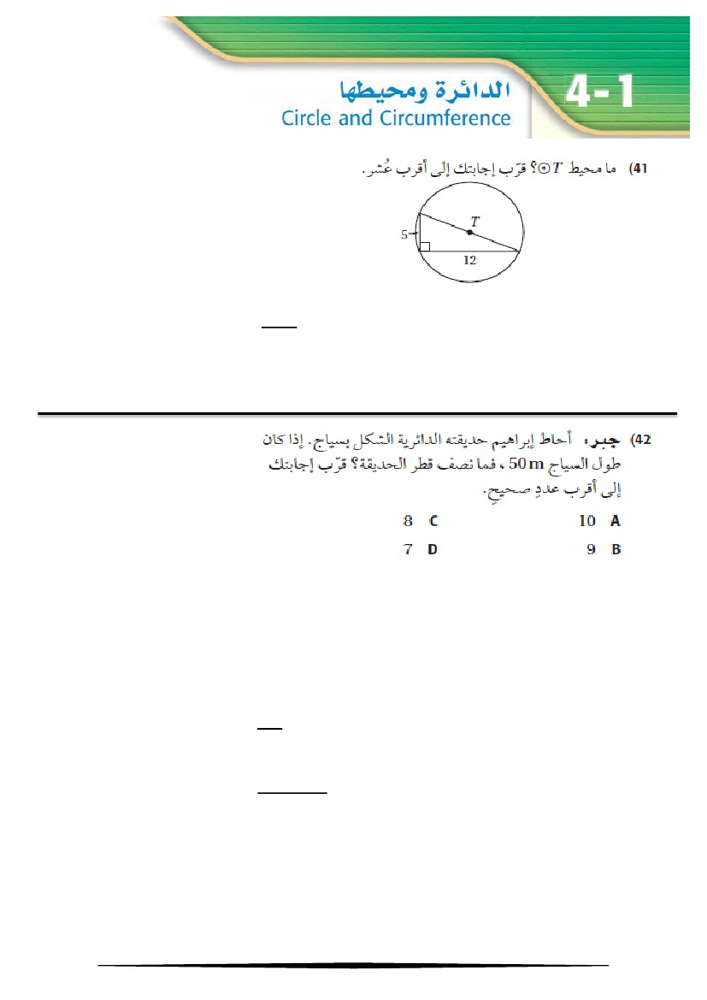 4-1
الدائرة ومحيطها
Circle and Circumference
(41 ما محيط ⊙T؟ قرّب إجابتك إلى أقرب عُشر.
T
5
12
(42 جبر: أحاط إبراهيم حديقته الدائرية الشكل بسياج. إذا كان
طول السياج 50 m ، فما نصف قطر الحديقة؟ قرّب إجابتك
إلى أقرب عددٍ صحيحٍ.
10 A 8 C
9 B 7 D